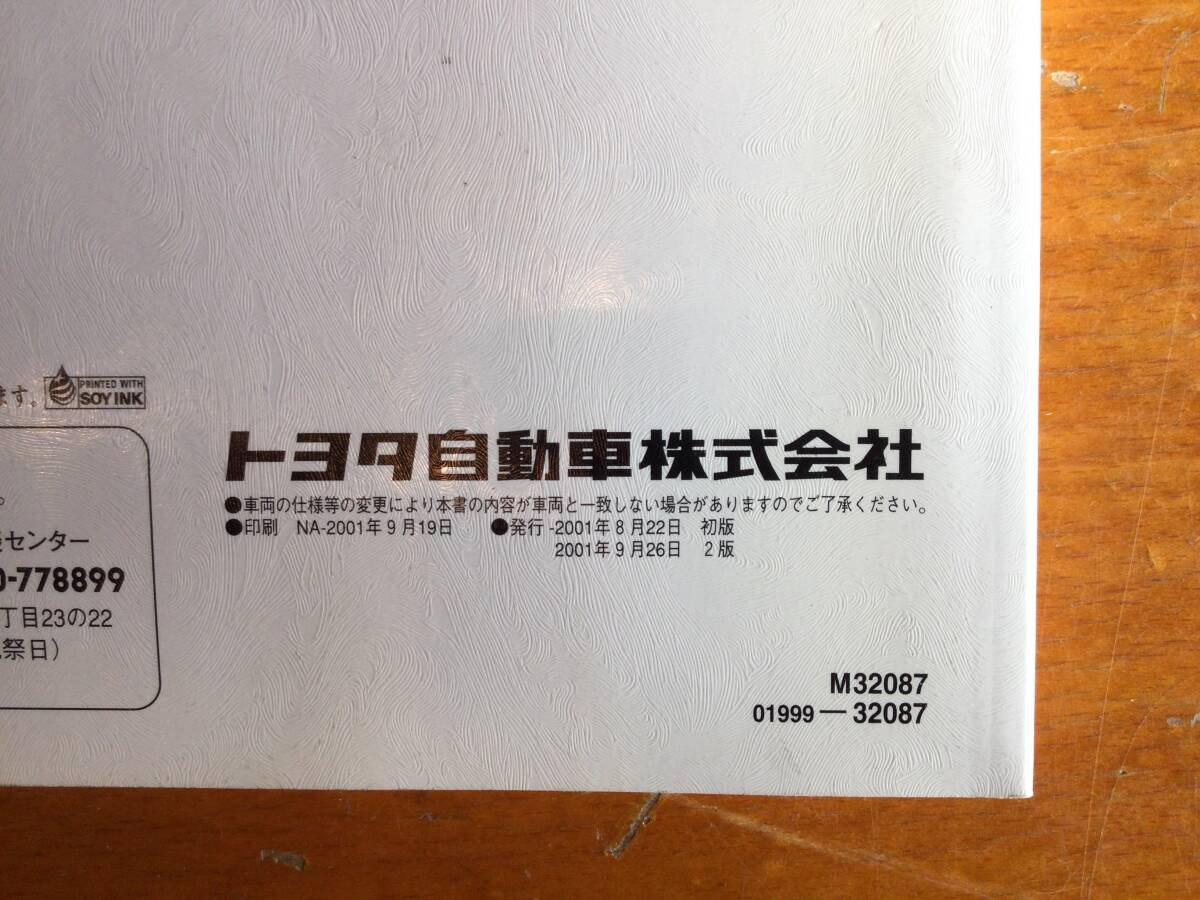 ます。
PRINTED WITH
SOY INK
トヨタ自動車株式会社
●車両の仕様等の変更により本書の内容が車両と一致しない場合がありますのでご了承ください。
●印刷 NA-2001年9月19日 ●発行-2001年8月22日 初版
2001年9月26日 2版
。
センター
0-778899
丁目23の22
祭日）
M32087
01999－32087